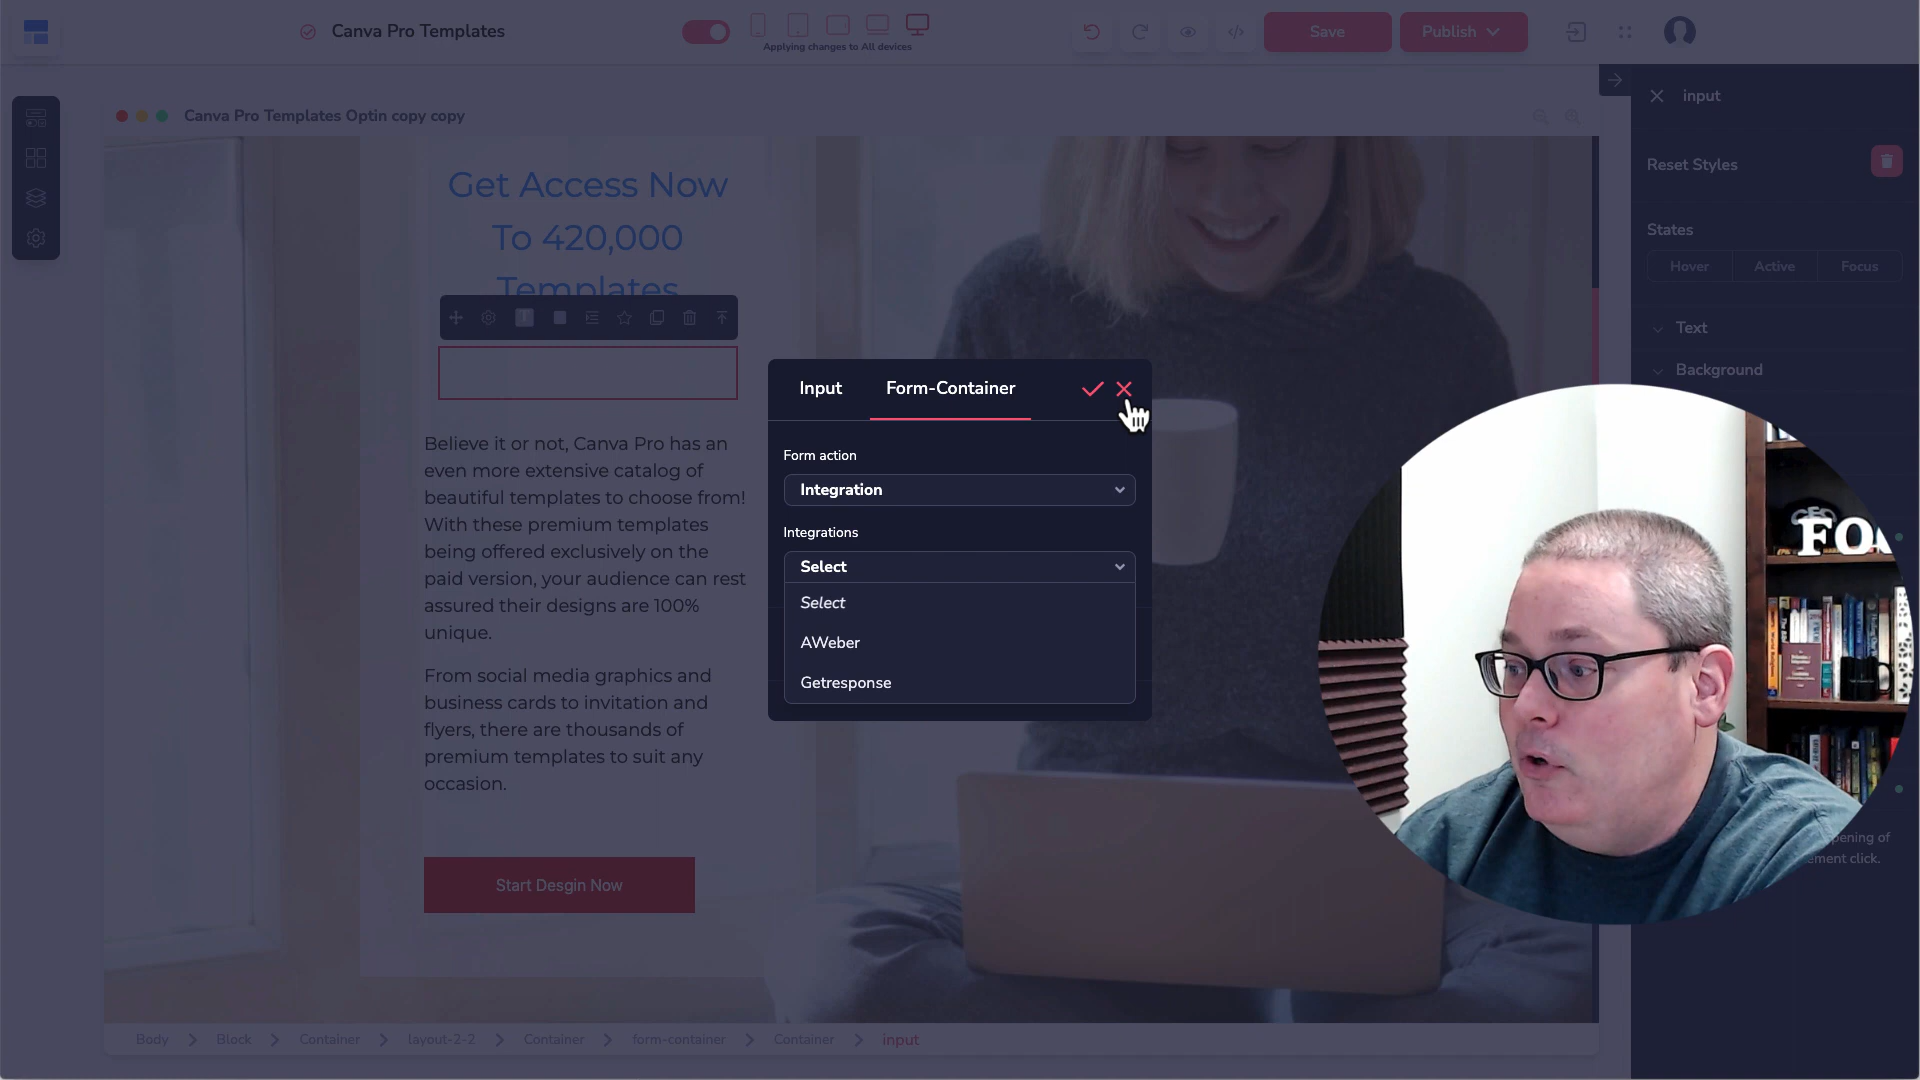 Canva Pro Templates
Applying changes to All devices
Save
Publish
Canva Pro Templates Optin copy copy
input
Reset Styles
States
Hover
Active
Focus
Text
Background
Get Access Now
To 420,000
Templates
Believe it or not, Canva Pro has an
even more extensive catalog of
beautiful templates to choose from!
With these premium templates
being offered exclusively on the
paid version, your audience can rest
assured their designs are 100%
unique.
From social media graphics and
business cards to invitation and
flyers, there are thousands of
premium templates to suit any
occasion.
Start Desgin Now
Input
Form-Container
Form action
Integration
Integrations
Select
Select
AWeber
Getresponse
of
click.
Body
Block
Container
layout-2-2
Container
form-container
Container
input